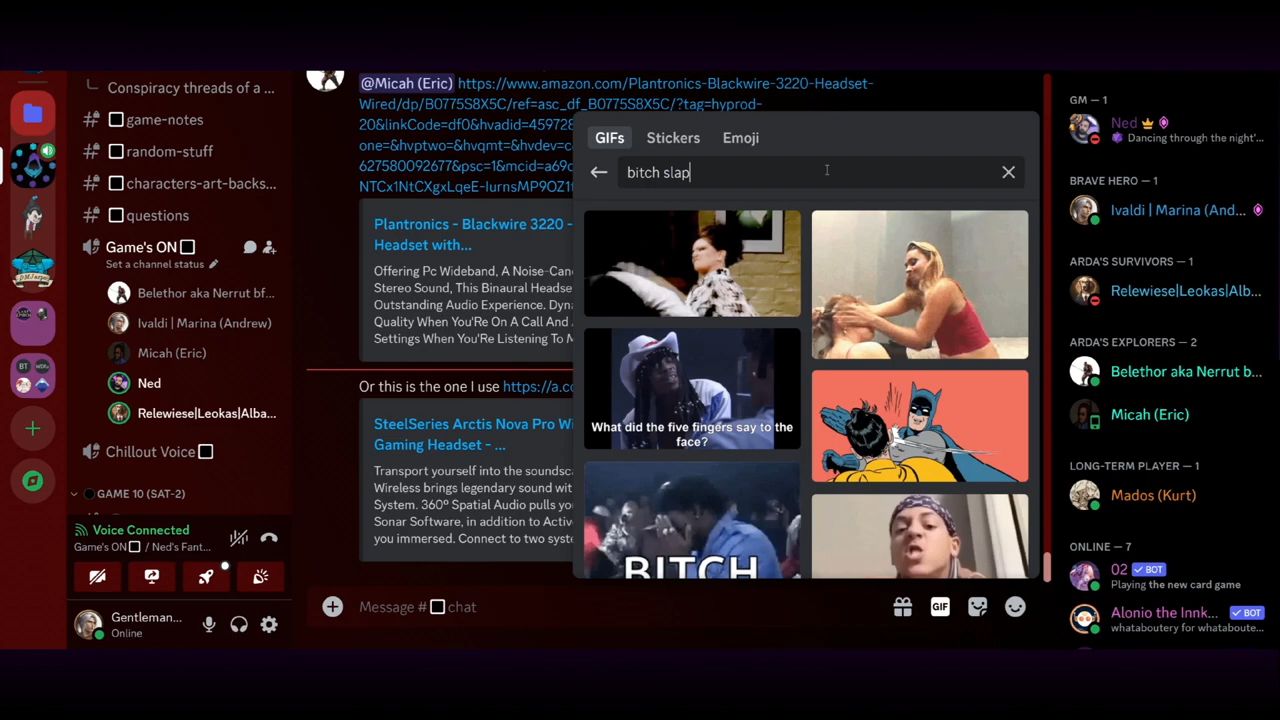 Conspiracy threads of a ...
game-notes
random-stuff
characters-art-backs...
questions
Game's ON
Set a channel status
Belethor aka Nerrut bf...
Ivaldi | Marina (Andrew)
Micah (Eric)
Ned
Relewiese|Leokas|Alba...
Chillout Voice
GAME 10 (SAT-2)
Voice Connected
Game's ON / Ned's Fant...
Gentleman...
Online
@Micah (Eric) https://www.amazon.com/Plantronics-Blackwire-3220-Headset-
Wired/dp/B0775S8X5C/ref=asc_df_B0775S8X5C/?tag=hyprod-
20&linkCode=df0&hvadid=459728
one=&hvptwo=&hvqmt=&hvdev=c
627580092677&psc=1&mcid=a69c
NTCx1NtCXgxLqeE-IurnsMP9OZ1f
Plantronics - Blackwire 3220 -
Headset with...
Offering Pc Wideband, A Noise-Canc
Stereo Sound, This Binaural Headse
Outstanding Audio Experience. Dyna
Quality When You're On A Call And A
Settings When You're Listening To M
Or this is the one I use https://a.co
SteelSeries Arctis Nova Pro Wi
Gaming Headset - ...
Transport yourself into the soundsca
Wireless brings legendary sound wit
System. 360º Spatial Audio pulls yo
Sonar Software, in addition to Active
you immersed. Connect to two syste
Message # chat
GIF
GIFs
Stickers
Emoji
bitch slap
What did the five fingers say to the
face?
BITCH
GM — 1
Ned
Dancing through the night'...
BRAVE HERO — 1
Ivaldi | Marina (And...
ARDA'S SURVIVORS — 1
Relewiese|Leokas|Alb...
ARDA'S EXPLORERS — 2
Belethor aka Nerrut b...
Micah (Eric)
LONG-TERM PLAYER — 1
Mados (Kurt)
ONLINE — 7
02 BOT
Playing the new card game
Alonio the Innk... BOT
whataboutery for whataboute...